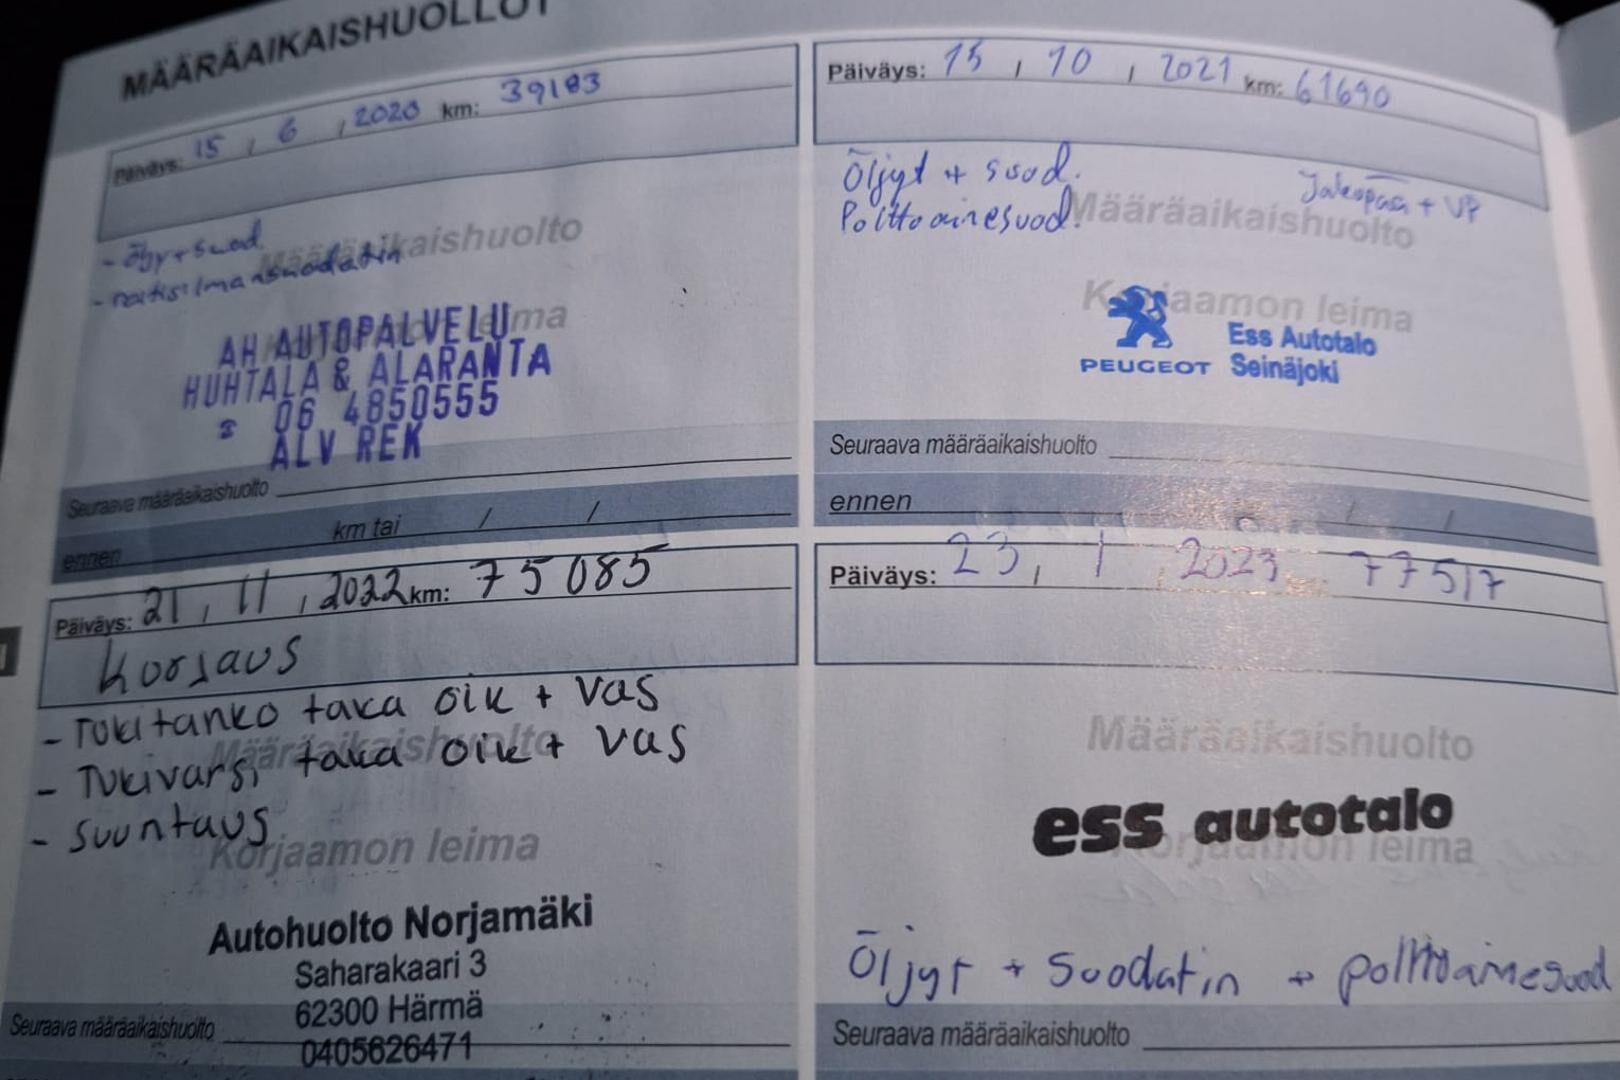 MÄÄRÄAIKAISHUOLLOT
Päiväys: 15 / 6 / 2020 km: 39183
- öljy + suod
- raitisilmansuodatin
Määräaikaishuolto
Korjaamon leima
AH AUTOPALVELU
HUHTALA & ALARANTA
☎ 06 4850555
ALV REK
Seuraava määräaikaishuolto
ennen km tai / /
Päiväys: 15 / 10 / 2021 km: 61690
Öljyt + suod.
Polttoainesuod.
Jakopää + VP
Määräaikaishuolto
Korjaamon leima
PEUGEOT
Ess Autotalo
Seinäjoki
Seuraava määräaikaishuolto
ennen / /
Päiväys: 21 / 11 / 2022 km: 75085
Korjaus
- Tukitanko taka oik + vas
- Tukivarsi taka oik + vas
- Suuntaus
Määräaikaishuolto
Korjaamon leima
Autohuolto Norjamäki
Saharakaari 3
62300 Härmä
0405626471
Seuraava määräaikaishuolto
Päiväys: 23 / 1 2023 77517
Määräaikaishuolto
Korjaamon leima
ess autotalo
Öljyt + Suodatin + polttoainesuod
Seuraava määräaikaishuolto